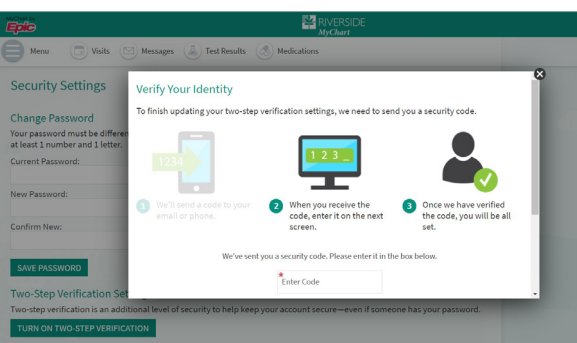 MyChart by
Epic
RIVERSIDE
MyChart
Menu
Visits
Messages
Test Results
Medications
Security Settings
Change Password
Your password must be differen
at least 1 number and 1 letter.
Current Password:
New Password:
Confirm New:
SAVE PASSWORD
Two-Step Verification Set
Two-step verification is an additional level of security to help keep your account secure—even if someone has your password.
TURN ON TWO-STEP VERIFICATION
Verify Your Identity
To finish updating your two-step verification settings, we need to send you a security code.
1234
1 2 3 _
1 We'll send a code to your
email or phone.
2 When you receive the
code, enter it on the next
screen.
3 Once we have verified
the code, you will be all
set.
We've sent you a security code. Please enter it in the box below.
* Enter Code